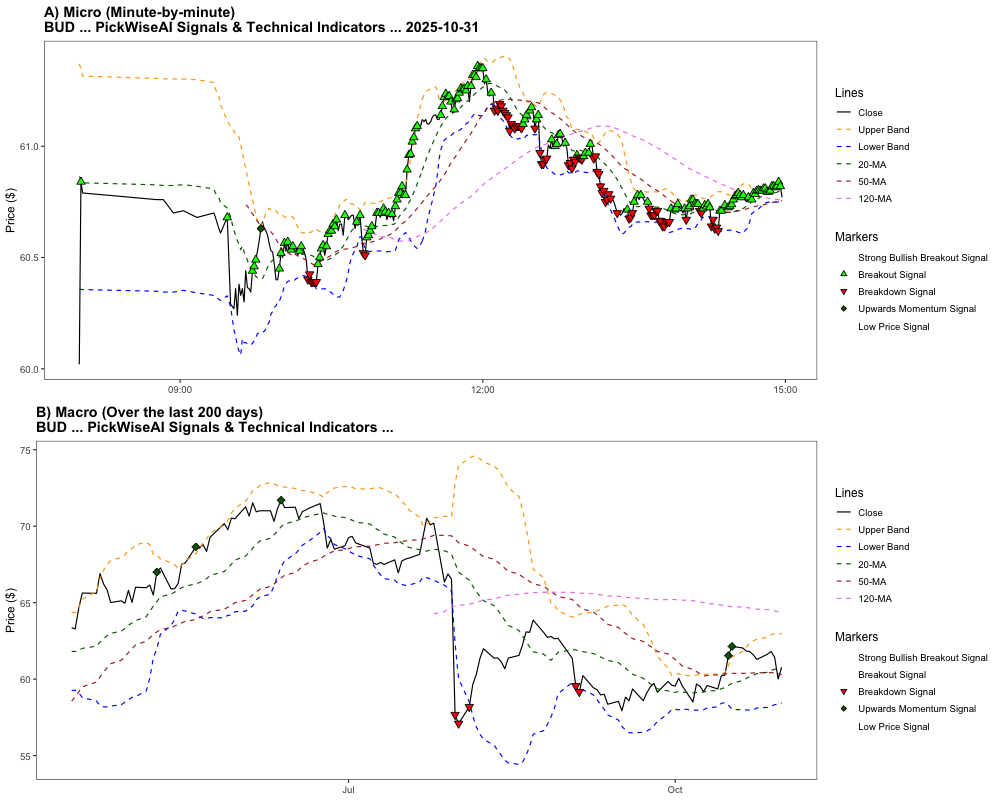 A) Micro (Minute-by-minute)
BUD ... PickWiseAI Signals & Technical Indicators ... 2025-10-31
Price ($)
61.0
60.5
60.0
09:00
12:00
15:00
Lines
Close
Upper Band
Lower Band
20-MA
50-MA
120-MA
Markers
Strong Bullish Breakout Signal
Breakout Signal
Breakdown Signal
Upwards Momentum Signal
Low Price Signal
B) Macro (Over the last 200 days)
BUD ... PickWiseAI Signals & Technical Indicators ...
Price ($)
75
70
65
60
55
Jul
Oct
Lines
Close
Upper Band
Lower Band
20-MA
50-MA
120-MA
Markers
Strong Bullish Breakout Signal
Breakout Signal
Breakdown Signal
Upwards Momentum Signal
Low Price Signal